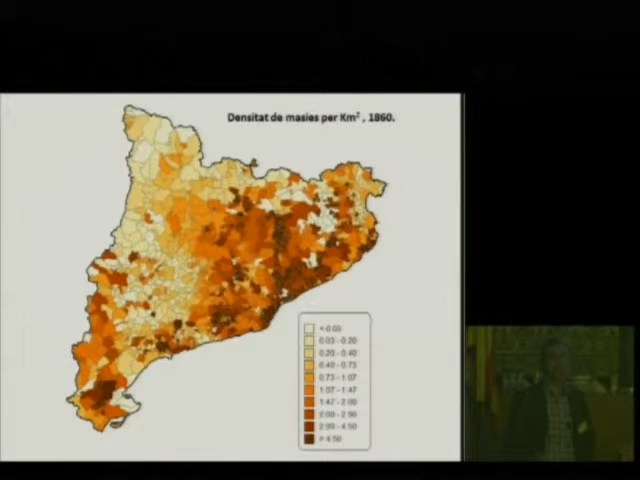 Densitat de masies per Km², 1860.
< 0.03
0.03 - 0.20
0.20 - 0.40
0.40 - 0.73
0.73 - 1.07
1.07 - 1.47
1.47 - 2.00
2.00 - 2.90
2.90 - 4.50
> 4.50